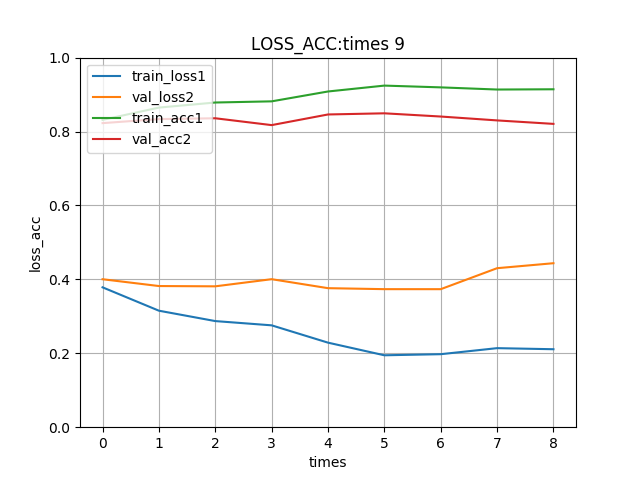 LOSS_ACC:times 9
1.0
0.8
0.6
0.4
0.2
0.0
loss_acc
train_loss1
val_loss2
train_acc1
val_acc2
0 1 2 3 4 5 6 7 8
times